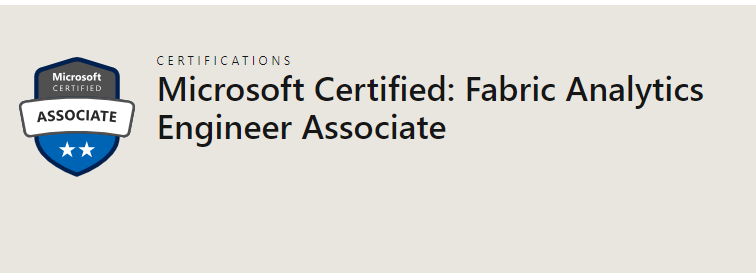 Microsoft
CERTIFIED
ASSOCIATE
CERTIFICATIONS
Microsoft Certified: Fabric Analytics
Engineer Associate